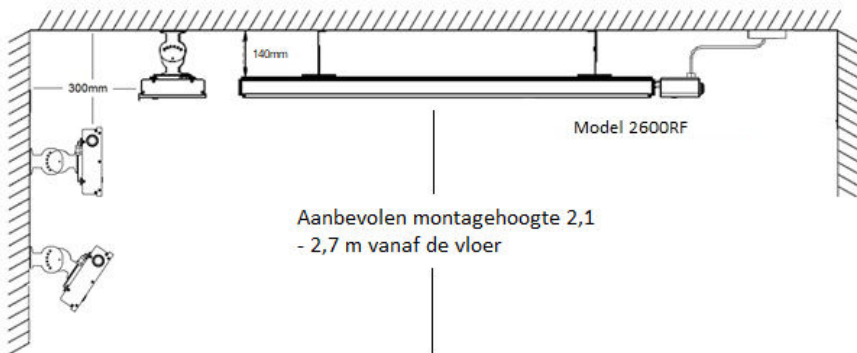 140mm
300mm
Model 2600RF
Aanbevolen montagehoogte 2,1
- 2,7 m vanaf de vloer